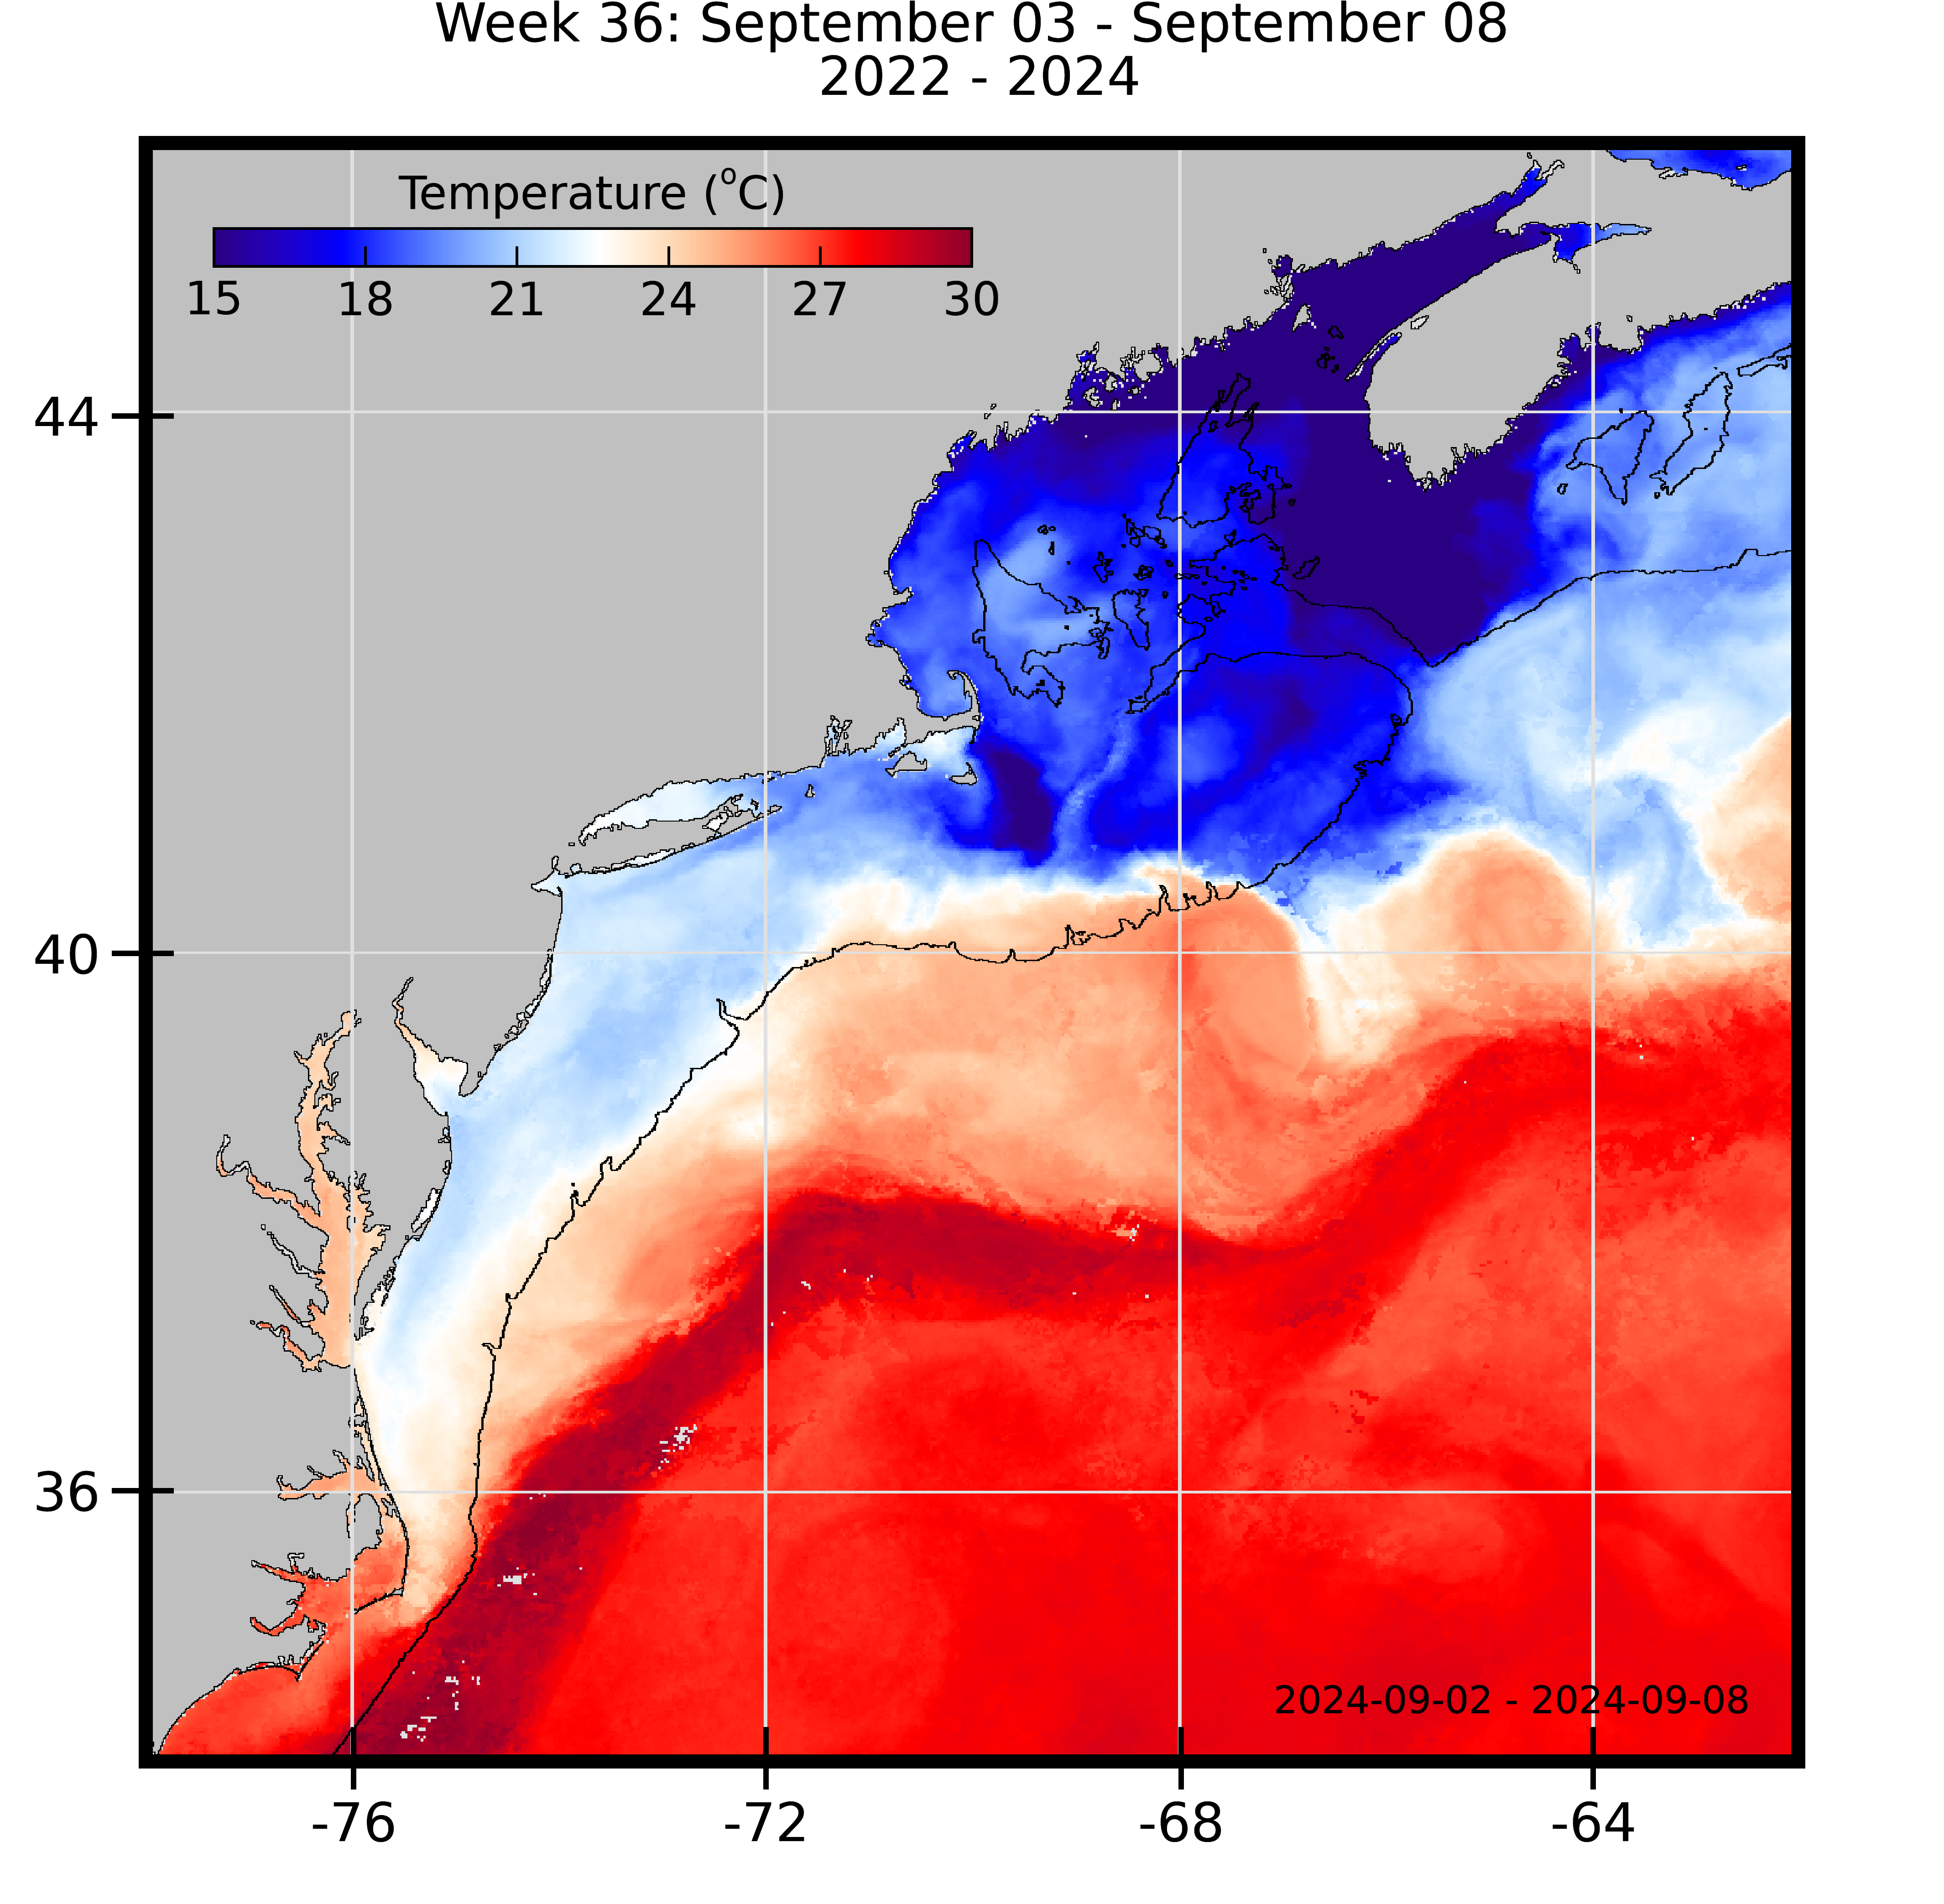 Week 36: September 03 - September 08
2022 - 2024
Temperature (°C)
15 18 21 24 27 30
44
40
36
2024-09-02 - 2024-09-08
-76 -72 -68 -64